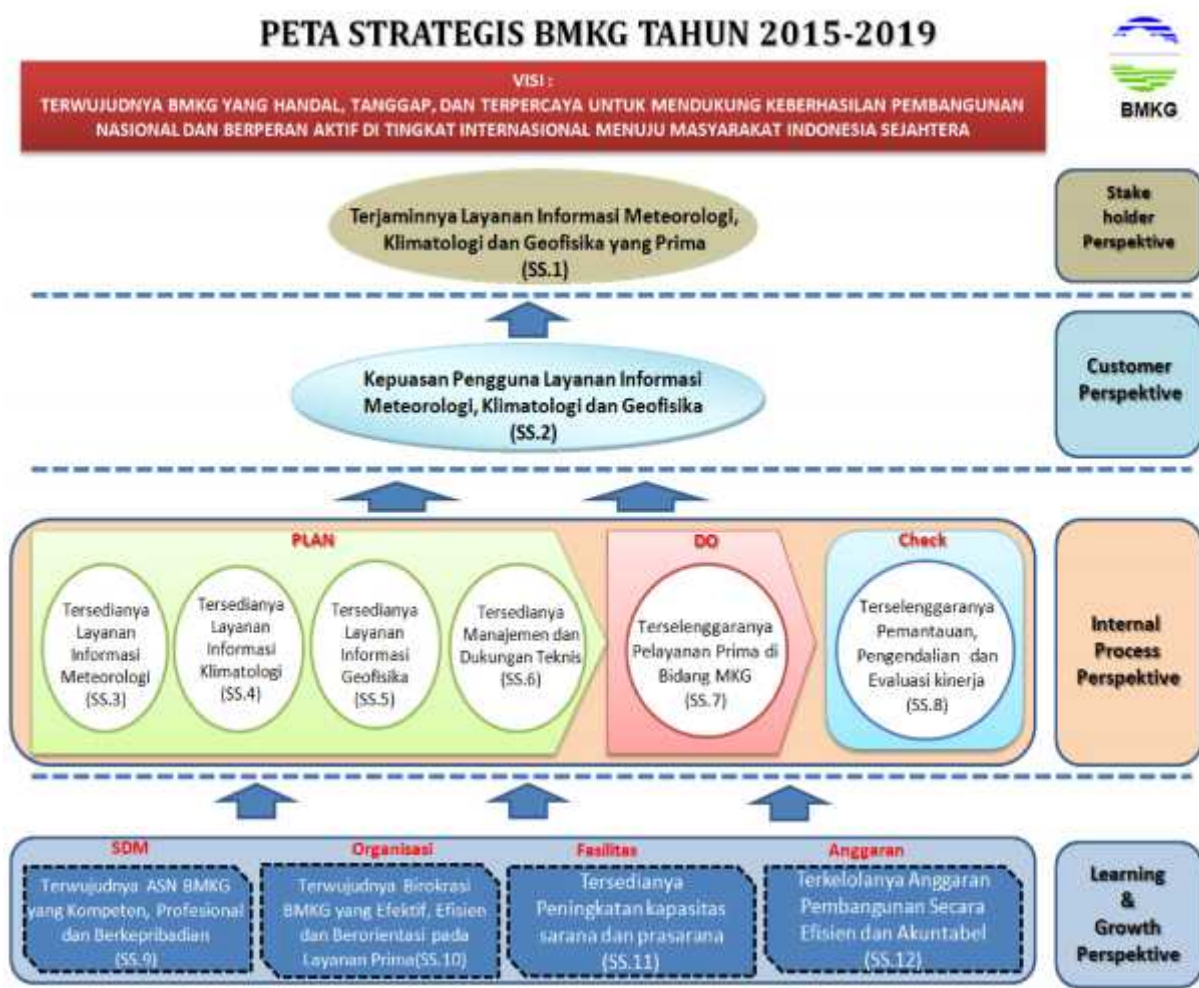 PETA STRATEGIS BMKG TAHUN 2015-2019
BMKG
VISI :
TERWUJUDNYA BMKG YANG HANDAL, TANGGAP, DAN TERPERCAYA UNTUK MENDUKUNG KEBERHASILAN PEMBANGUNAN
NASIONAL DAN BERPERAN AKTIF DI TINGKAT INTERNASIONAL MENUJU MASYARAKAT INDONESIA SEJAHTERA
Terjaminnya Layanan Informasi Meteorologi,
Klimatologi dan Geofisika yang Prima
(SS.1)
Stake
holder
Perspektive
Kepuasan Pengguna Layanan Informasi
Meteorologi, Klimatologi dan Geofisika
(SS.2)
Customer
Perspektive
PLAN
Tersedianya
Layanan
Informasi
Meteorologi
(SS.3)
Tersedianya
Layanan
Informasi
Klimatologi
(SS.4)
Tersedianya
Layanan
Informasi
Geofisika
(SS.5)
Tersedianya
Manajemen dan
Dukungan Teknis
(SS.6)
DO
Terselenggaranya
Pelayanan Prima di
Bidang MKG
(SS.7)
Check
Terselenggaranya
Pemantauan,
Pengendalian dan
Evaluasi kinerja
(SS.8)
Internal
Process
Perspektive
SDM
Terwujudnya ASN BMKG
yang Kompeten, Profesional
dan Berkepribadian
(SS.9)
Organisasi
Terwujudnya Birokrasi
BMKG yang Efektif, Efisien
dan Berorientasi pada
Layanan Prima(SS.10)
Fasilitas
Tersedianya
Peningkatan kapasitas
sarana dan prasarana
(SS.11)
Anggaran
Terkelolanya Anggaran
Pembangunan Secara
Efisien dan Akuntabel
(SS.12)
Learning
&
Growth
Perspektive